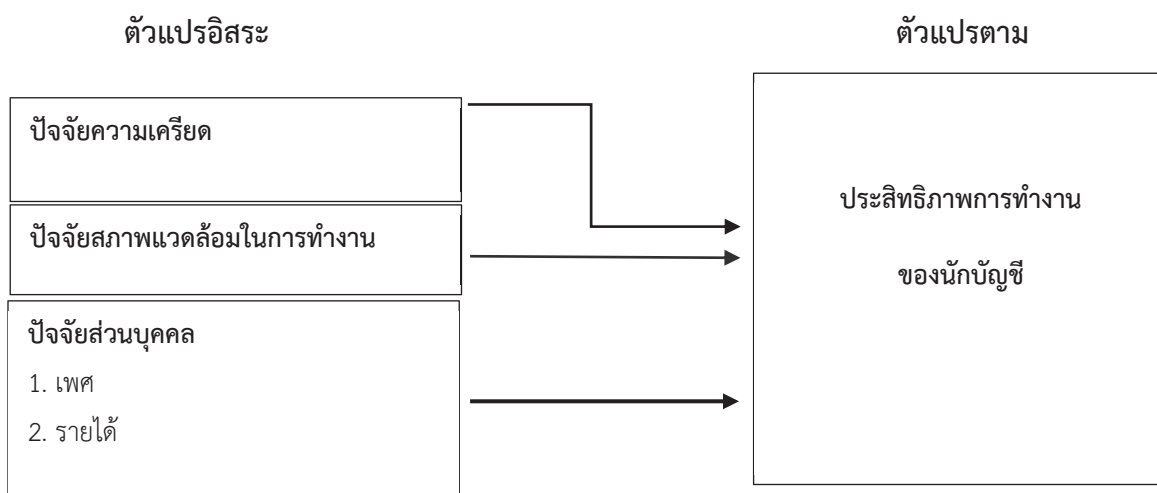 ตัวแปรอิสระ
ตัวแปรตาม
ปัจจัยความเครียด
ปัจจัยสภาพแวดล้อมในการทำงาน
ปัจจัยส่วนบุคคล
1. เพศ
2. รายได้
ประสิทธิภาพการทำงาน
ของนักบัญชี